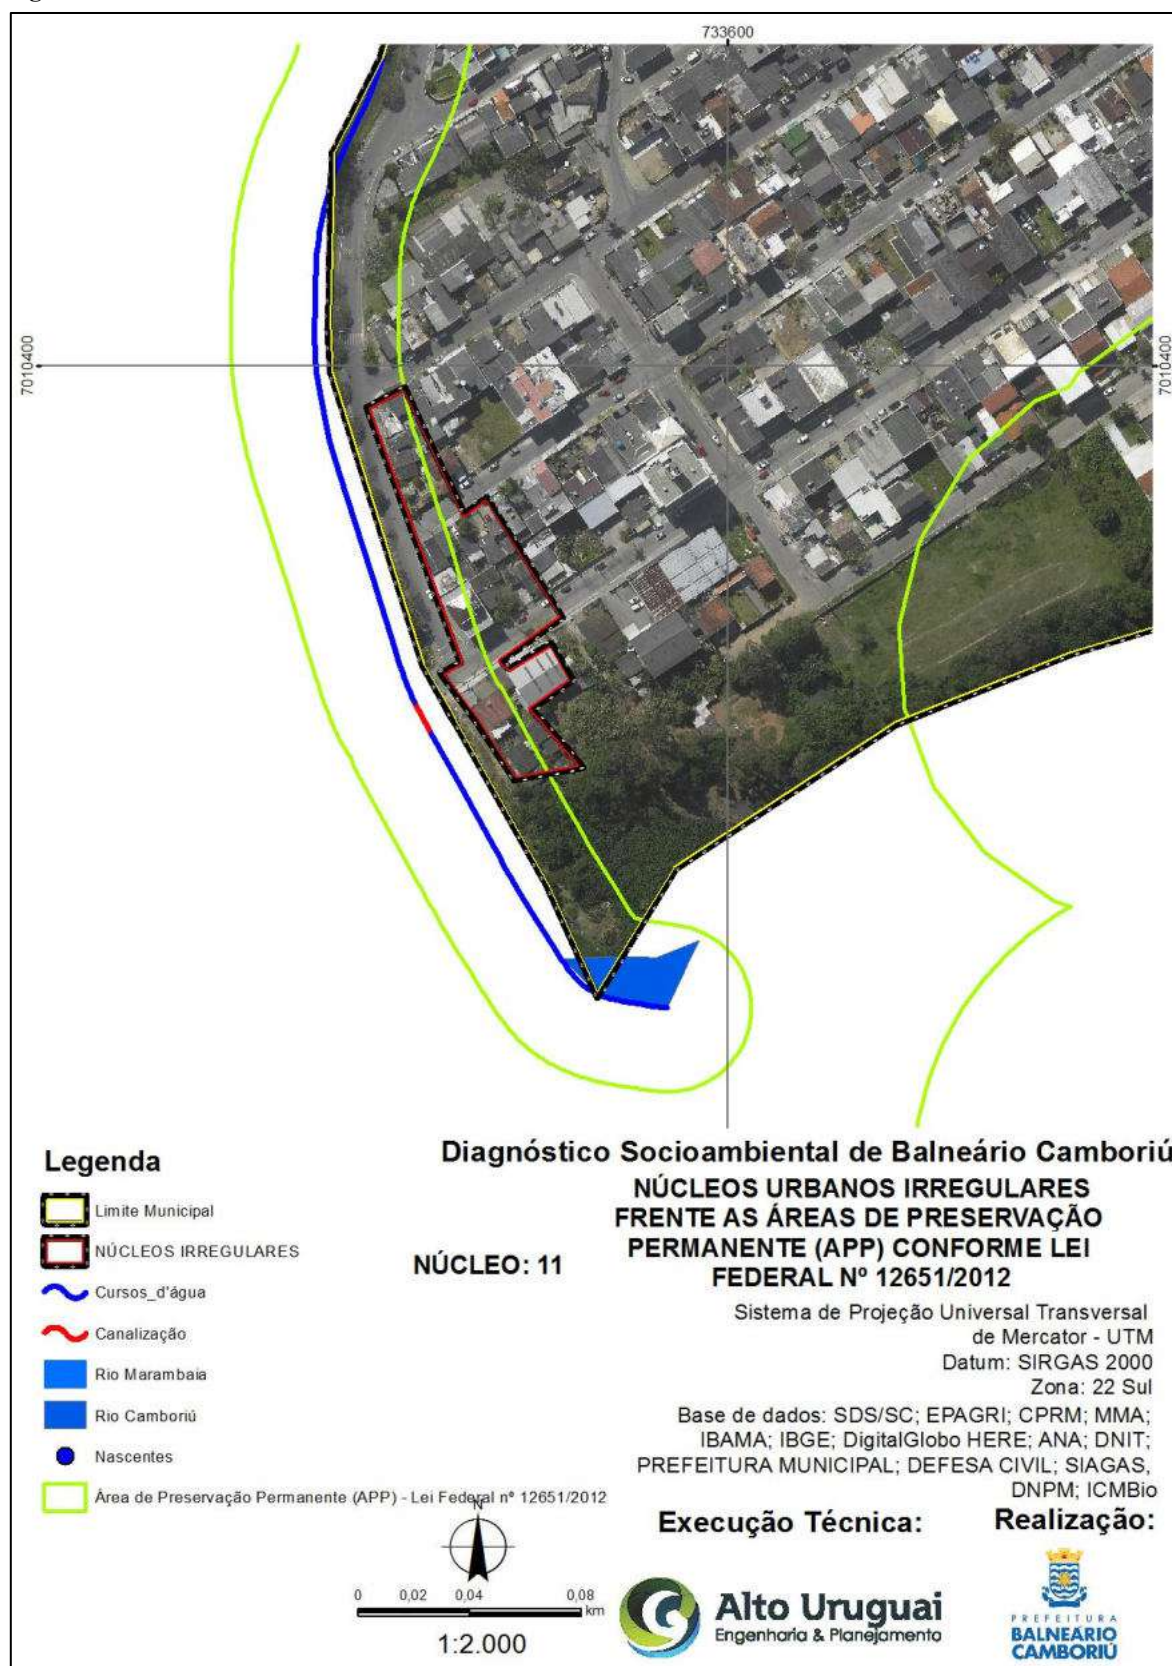 733600
7010400
7010400
Legenda
Limite Municipal
NÚCLEOS IRREGULARES
Cursos_d'água
Canalização
Rio Marambaia
Rio Camboriú
Nascentes
Área de Preservação Permanente (APP) - Lei Federal nº 12651/2012
Diagnóstico Socioambiental de Balneário Camboriú
NÚCLEO: 11
NÚCLEOS URBANOS IRREGULARES
FRENTE AS ÁREAS DE PRESERVAÇÃO
PERMANENTE (APP) CONFORME LEI
FEDERAL Nº 12651/2012
Sistema de Projeção Universal Transversal
de Mercator - UTM
Datum: SIRGAS 2000
Zona: 22 Sul
Base de dados: SDS/SC; EPAGRI; CPRM; MMA;
IBAMA; IBGE; DigitalGlobo HERE; ANA; DNIT;
PREFEITURA MUNICIPAL; DEFESA CIVIL; SIAGAS,
DNPM; ICMBio
N
0 0,02 0,04 0,08
km
1:2.000
Execução Técnica:
Alto Uruguai
Engenharia & Planejamento
Realização:
PREFEITURA
BALNEÁRIO
CAMBORIÚ